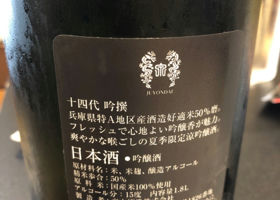 JUYONDAI
十四代 吟撰
兵庫県特A地区産酒造好適米50%磨。
フレッシュで心地よい吟醸香が魅力。
爽やかな喉ごしの夏季限定涼吟醸酒。
日本酒 ●吟醸酒
原材料名：米、米麹、醸造アルコール
精米歩合：50%
原料米：国産米100%使用
アルコール分：15度 内容量1.8L